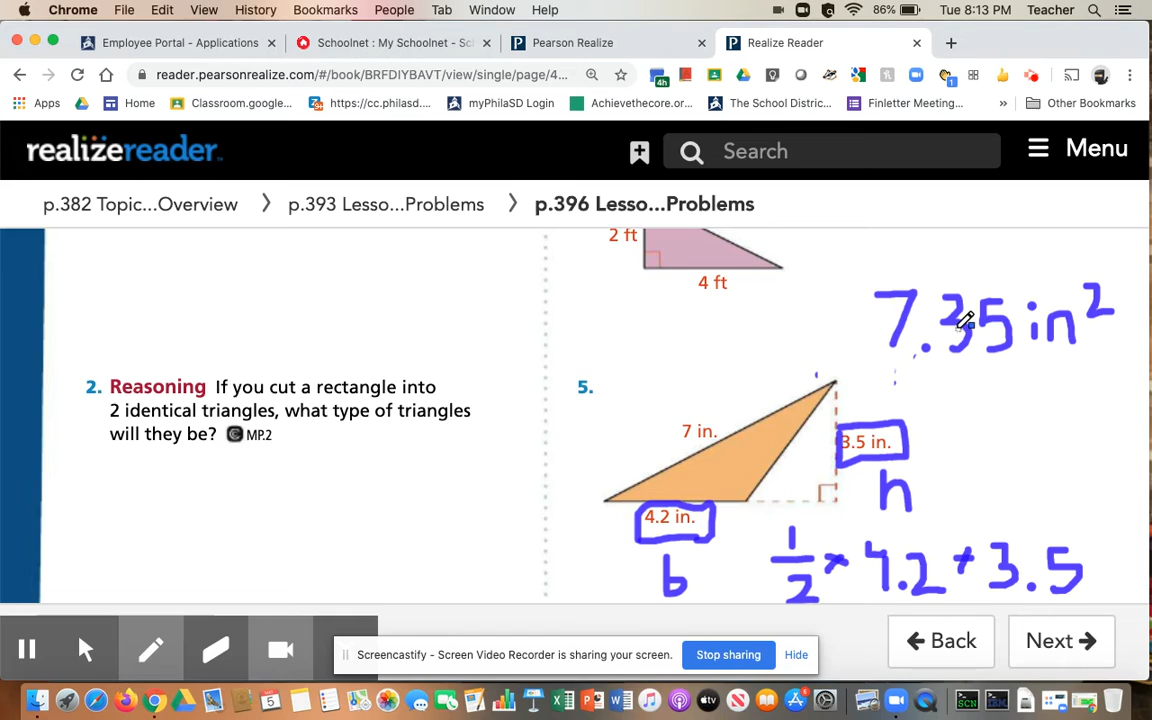 Chrome File Edit View History Bookmarks People Tab Window Help 86% Tue 8:13 PM Teacher
Employee Portal - Applications × Schoolnet : My Schoolnet - Sc × Pearson Realize × Realize Reader × +
reader.pearsonrealize.com/#/book/BRFDIYBAVT/view/single/page/4...
Apps Home Classroom.google... https://cc.philasd.... myPhilaSD Login Achievethecore.or... The School Distric... Finletter Meeting... » Other Bookmarks
realizereader Search Menu
p.382 Topic...Overview > p.393 Lesso...Problems > p.396 Lesso...Problems
2 ft
4 ft
7.35 in²
2. Reasoning If you cut a rectangle into
2 identical triangles, what type of triangles
will they be? MP.2
5.
7 in.
3.5 in.
h
4.2 in.
b
1/2 × 4.2 × 3.5
Back Next
Screencastify - Screen Video Recorder is sharing your screen. Stop sharing Hide